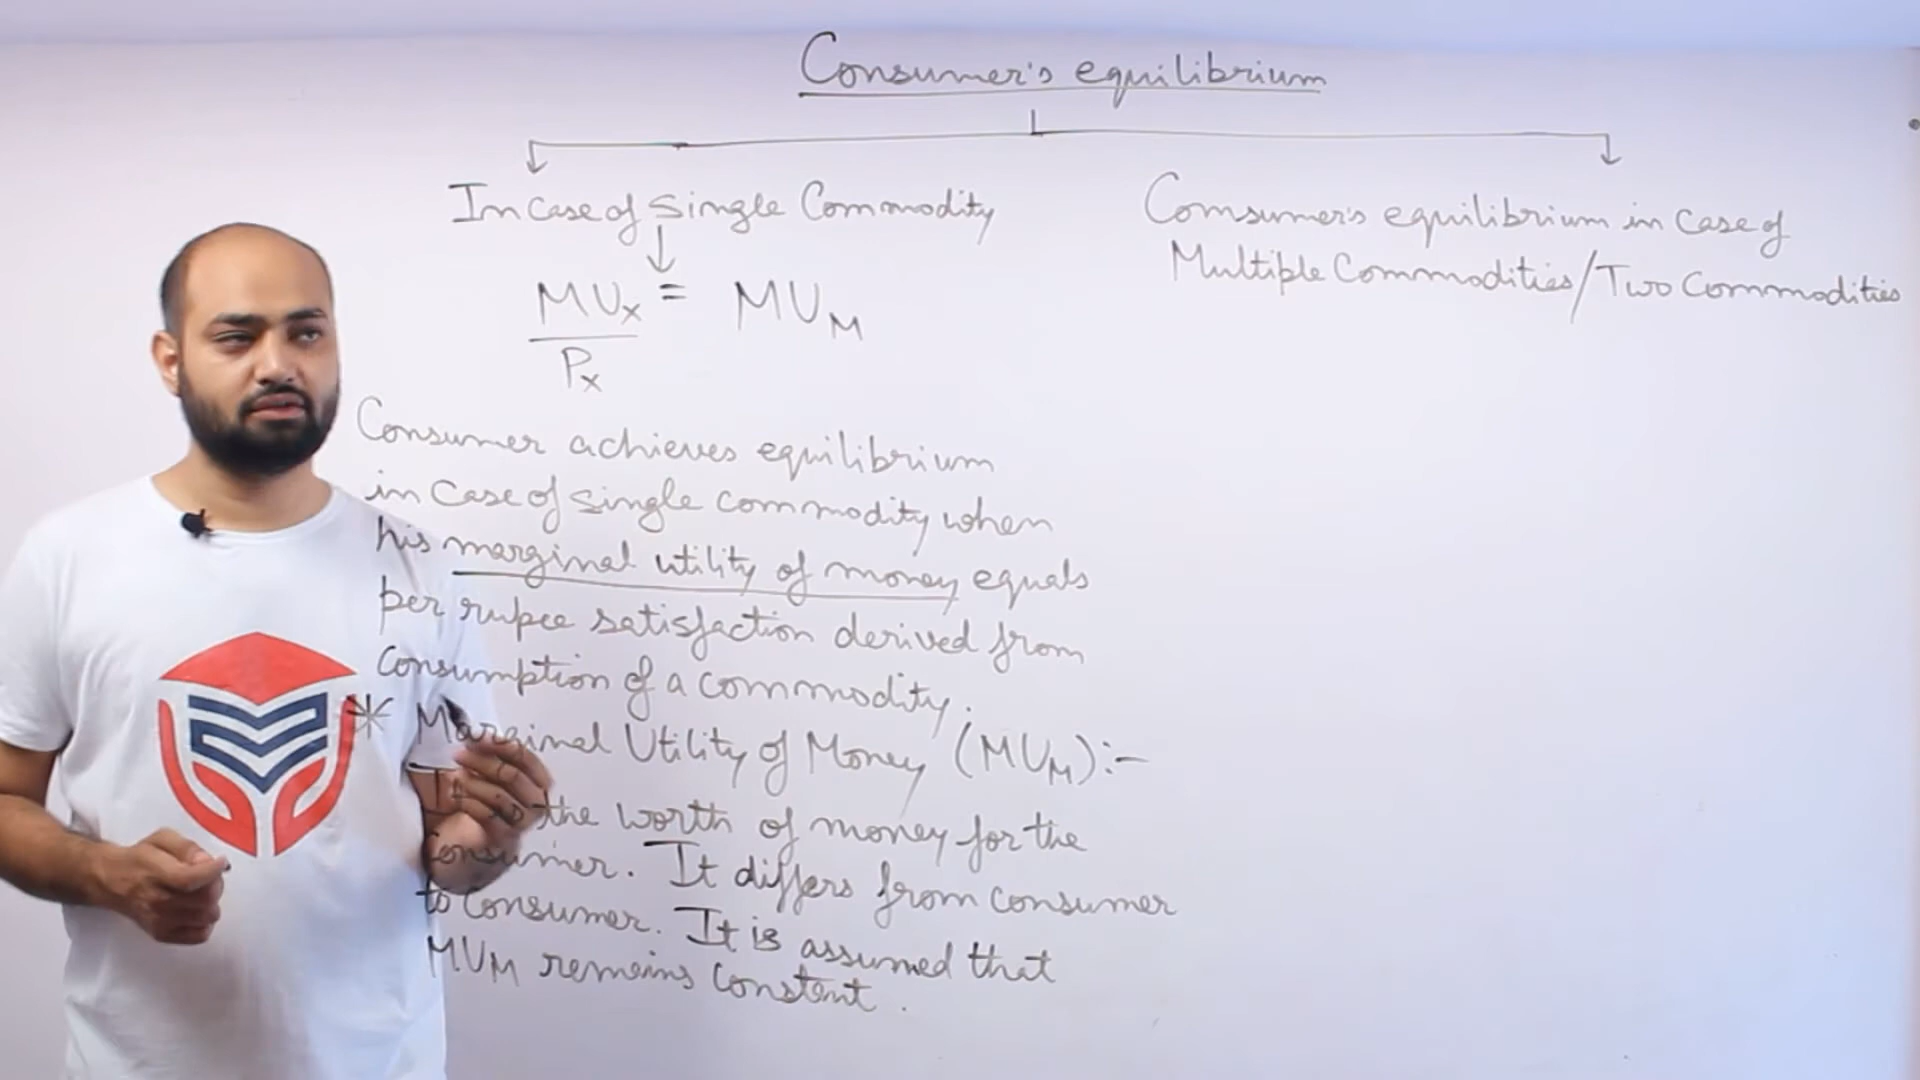 Consumer's equilibrium
In case of single Commodity
MUx = MUM
Px
Consumer achieves equilibrium
in case of single commodity when
his marginal utility of money equals
per rupee satisfaction derived from
Consumption of a commodity.
* Marginal Utility of Money (MUM):-
It is the worth of money for the
Consumer. It differs from consumer
to consumer. It is assumed that
MUM remains constant.
Consumer's equilibrium in case of
Multiple Commodities/Two Commodities